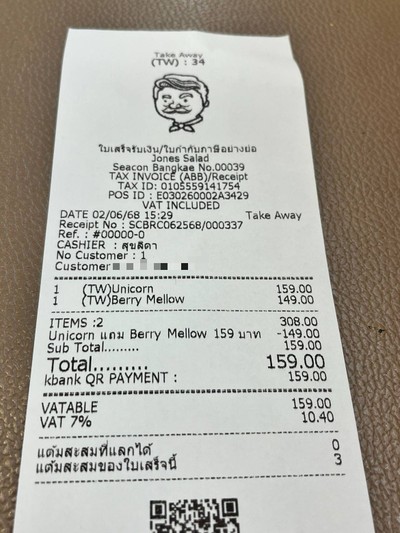 Take Away
(TW) : 34
ใบเสร็จรับเงิน/ใบกำกับภาษีอย่างย่อ
Jones Salad
Seacon Bangkae No.00039
TAX INVOICE (ABB)/Receipt
TAX ID: 0105559141754
POS ID : E030260002A3429
VAT INCLUDED
DATE 02/06/68 15:29 Take Away
Receipt No : SCBRC062568/000337
Ref. : #00000-0
CASHIER : สุชลิดา
No Customer : 1
Customer
1 (TW)Unicorn 159.00
1 (TW)Berry Mellow 149.00
ITEMS :2 308.00
Unicorn แถม Berry Mellow 159 บาท -149.00
Sub Total......... 159.00
Total......... 159.00
kbank QR PAYMENT : 159.00
VATABLE 159.00
VAT 7% 10.40
แต้มสะสมที่แลกได้ 0
แต้มสะสมของใบเสร็จนี้ 3